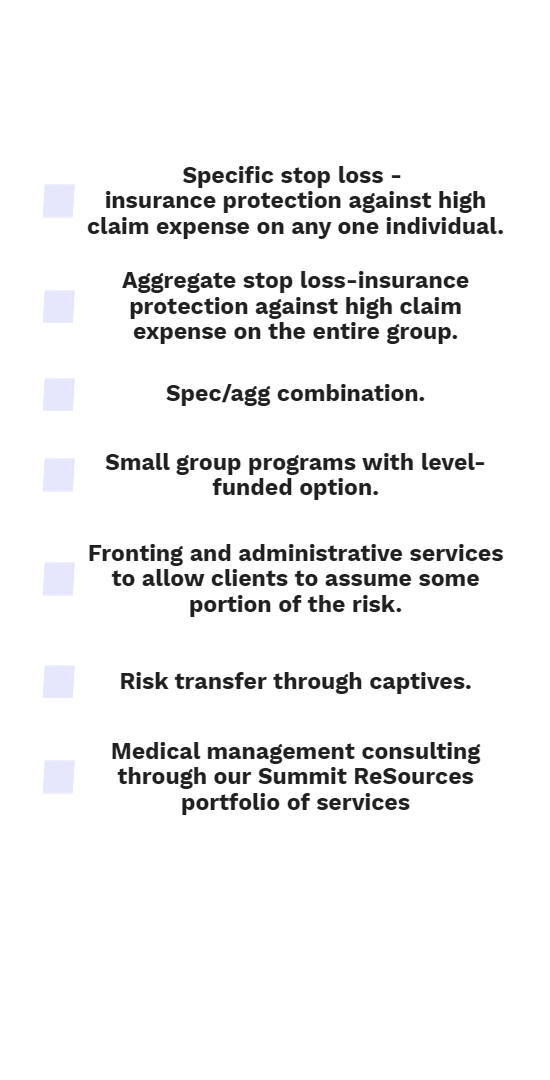 Specific stop loss -
insurance protection against high
claim expense on any one individual.
Aggregate stop loss-insurance
protection against high claim
expense on the entire group.
Spec/agg combination.
Small group programs with level-
funded option.
Fronting and administrative services
to allow clients to assume some
portion of the risk.
Risk transfer through captives.
Medical management consulting
through our Summit ReSources
portfolio of services